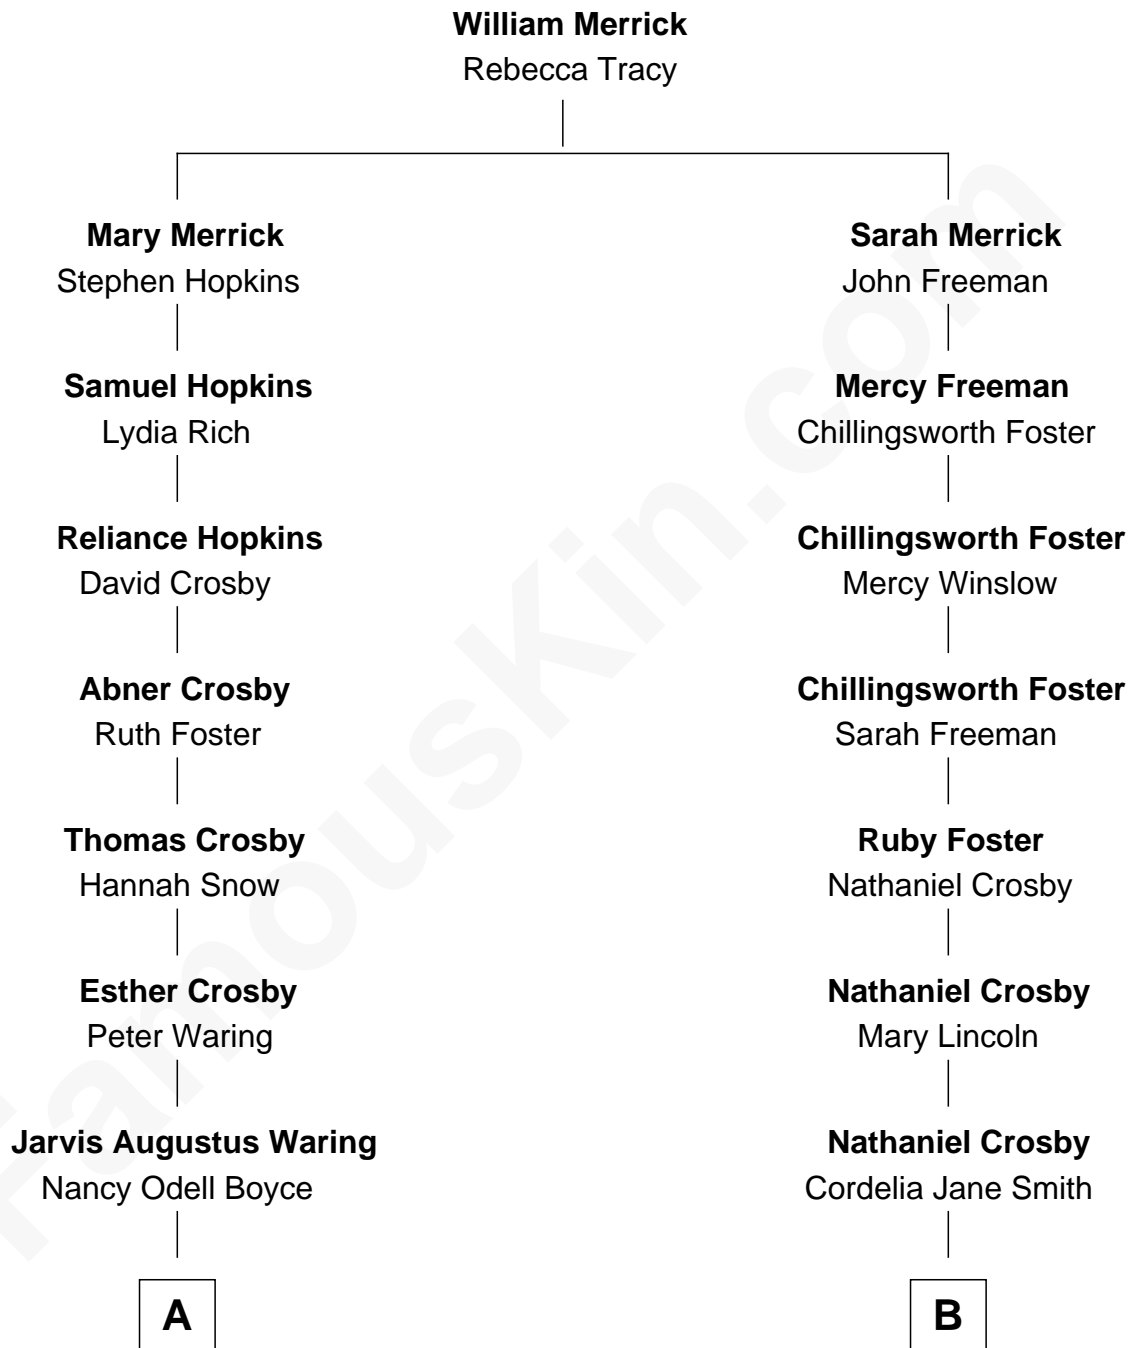 William Merrick
Rebecca Tracy
Mary Merrick
Stephen Hopkins
Samuel Hopkins
Lydia Rich
Reliance Hopkins
David Crosby
Abner Crosby
Ruth Foster
Thomas Crosby
Hannah Snow
Esther Crosby
Peter Waring
Jarvis Augustus Waring
Nancy Odell Boyce
A
Sarah Merrick
John Freeman
Mercy Freeman
Chillingsworth Foster
Chillingsworth Foster
Mercy Winslow
Chillingsworth Foster
Sarah Freeman
Ruby Foster
Nathaniel Crosby
Nathaniel Crosby
Mary Lincoln
Nathaniel Crosby
Cordelia Jane Smith
B
FamousKin.com